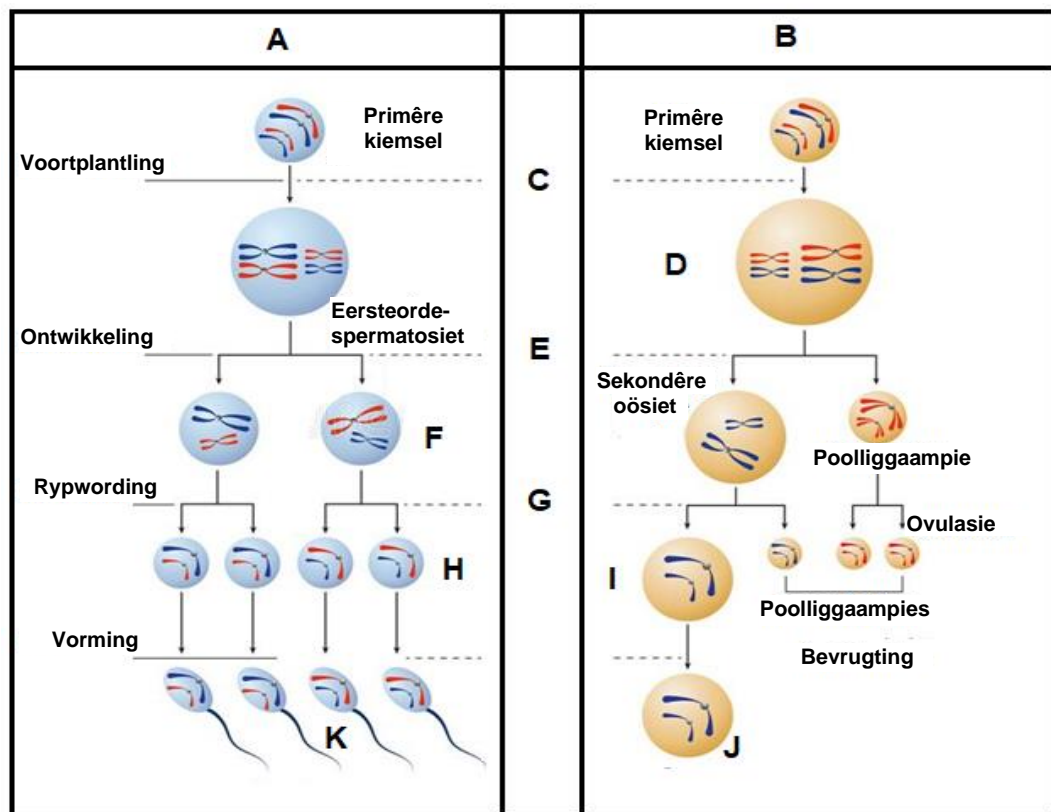 A
B
Primêre
kiemsel
Primêre
kiemsel
Voortplantling
C
D
Eersteorde-
spermatosiet
Ontwikkeling
E
Sekondêre
oösiet
F
Poolliggaampie
Rypwording
G
Ovulasie
H
I
Poolliggaampies
Vorming
Bevrugting
K
J